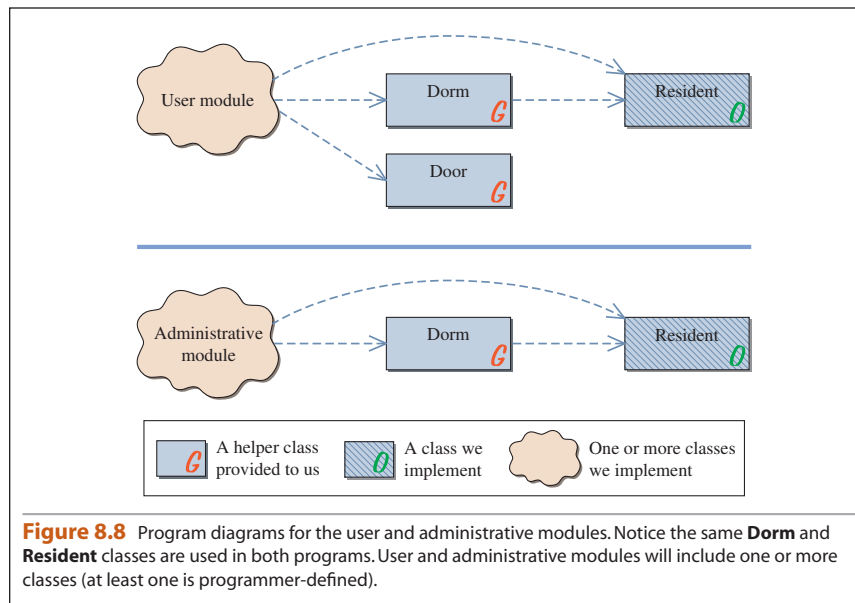 User module
Dorm
G
Resident
O
Door
G
Administrative
module
Dorm
G
Resident
O
G
A helper class
provided to us
O
A class we
implement
One or more classes
we implement
Figure 8.8 Program diagrams for the user and administrative modules. Notice the same Dorm and
Resident classes are used in both programs. User and administrative modules will include one or more
classes (at least one is programmer-defined).